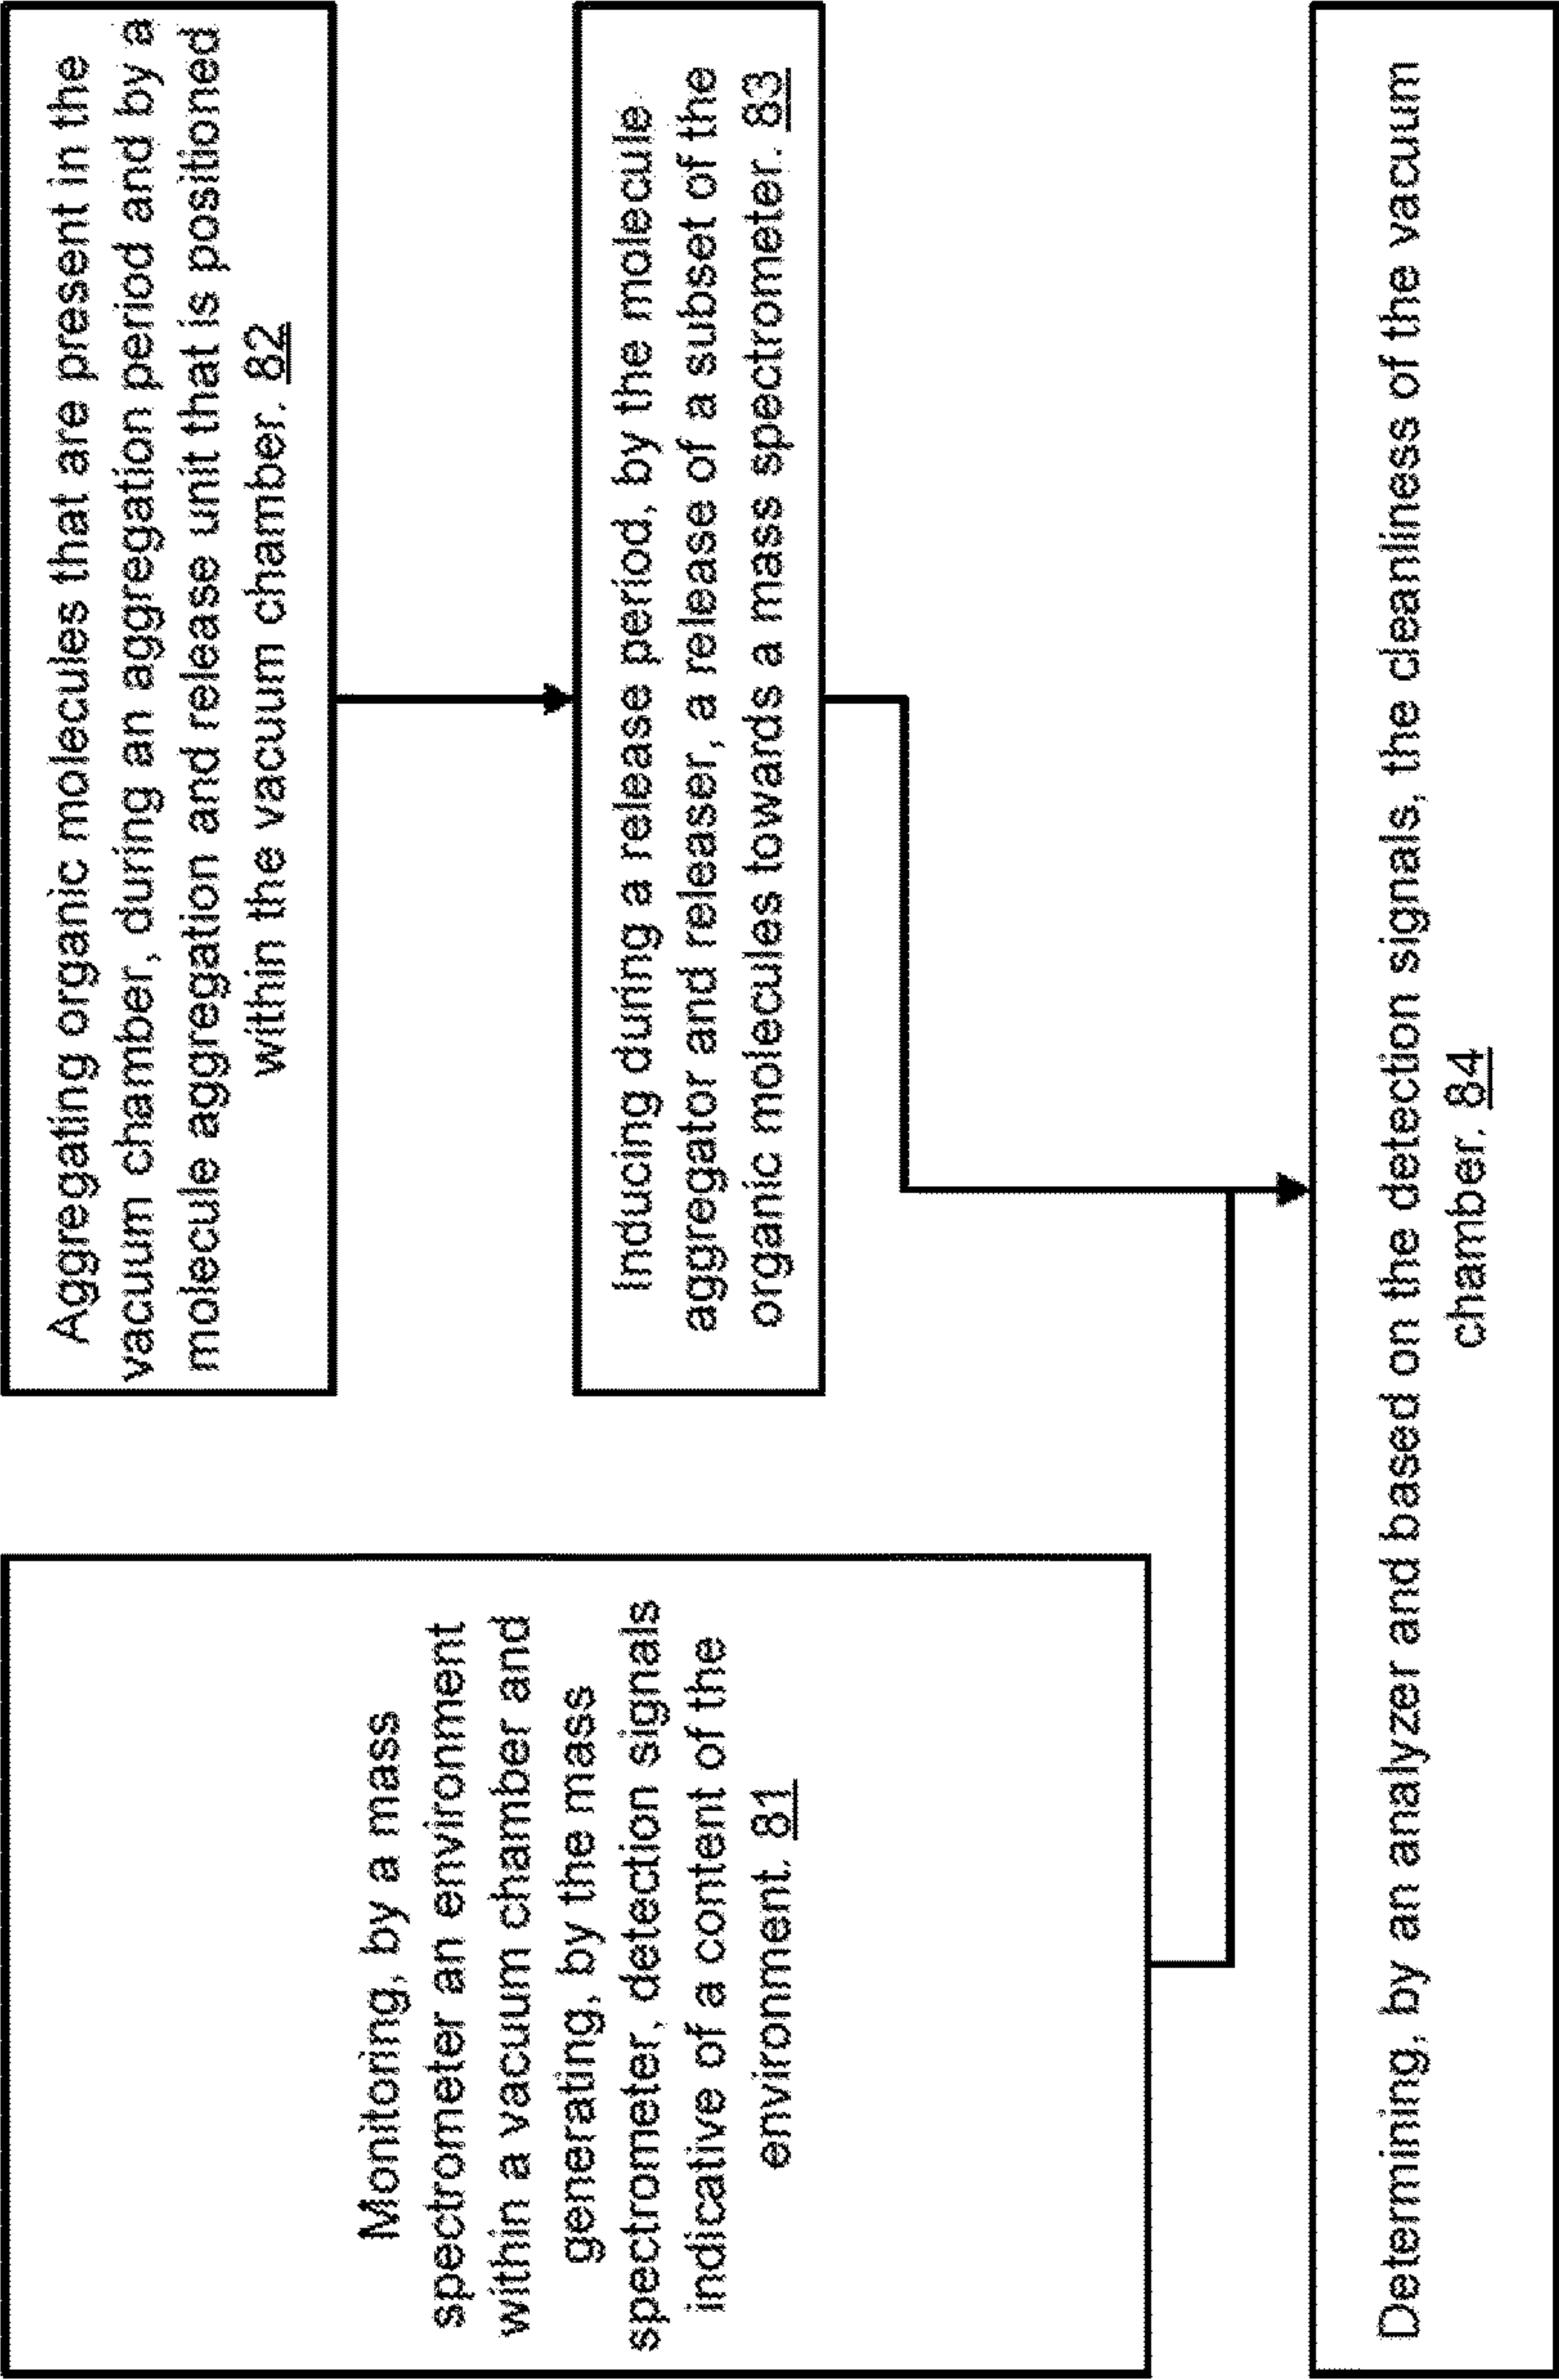 Monitoring, by a mass
spectrometer an environment
within a vacuum chamber and
generating, by the mass
spectrometer, detection signals
indicative of a content of the
environment. 81
Aggregating organic molecules that are present in the
vacuum chamber, during an aggregation period and by a
molecule aggregation and release unit that is positioned
within the vacuum chamber. 82
Inducing during a release period, by the molecule
aggregator and releaser, a release of a subset of the
organic molecules towards a mass spectrometer. 83
Determining, by an analyzer and based on the detection signals, the cleanliness of the vacuum
chamber. 84